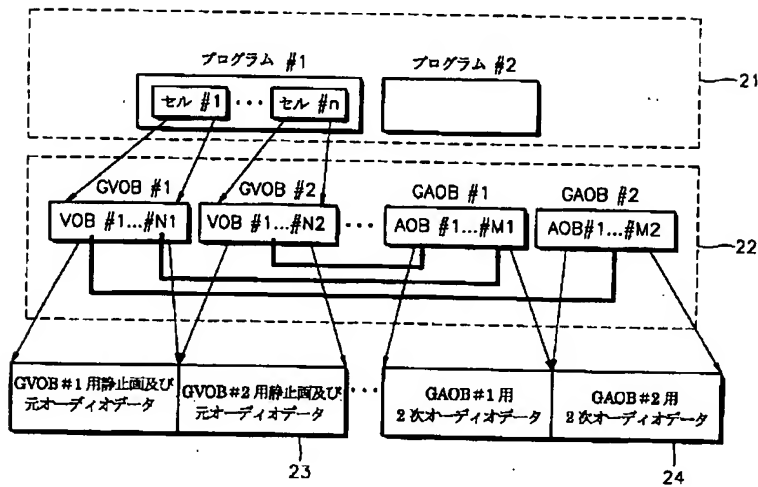 プログラム #1
プログラム #2
21
セル #1 ··· セル #n
GVOB #1
GVOB #2
GAOB #1
GAOB #2
VOB #1...#N1
VOB #1...#N2
···
AOB #1...#M1
AOB#1...#M2
22
GVOB#1用静止画及び
元オーディオデータ
GVOB#2用静止画及び
元オーディオデータ
···
GAOB#1用
2次オーディオデータ
GAOB#2用
2次オーディオデータ
23
24